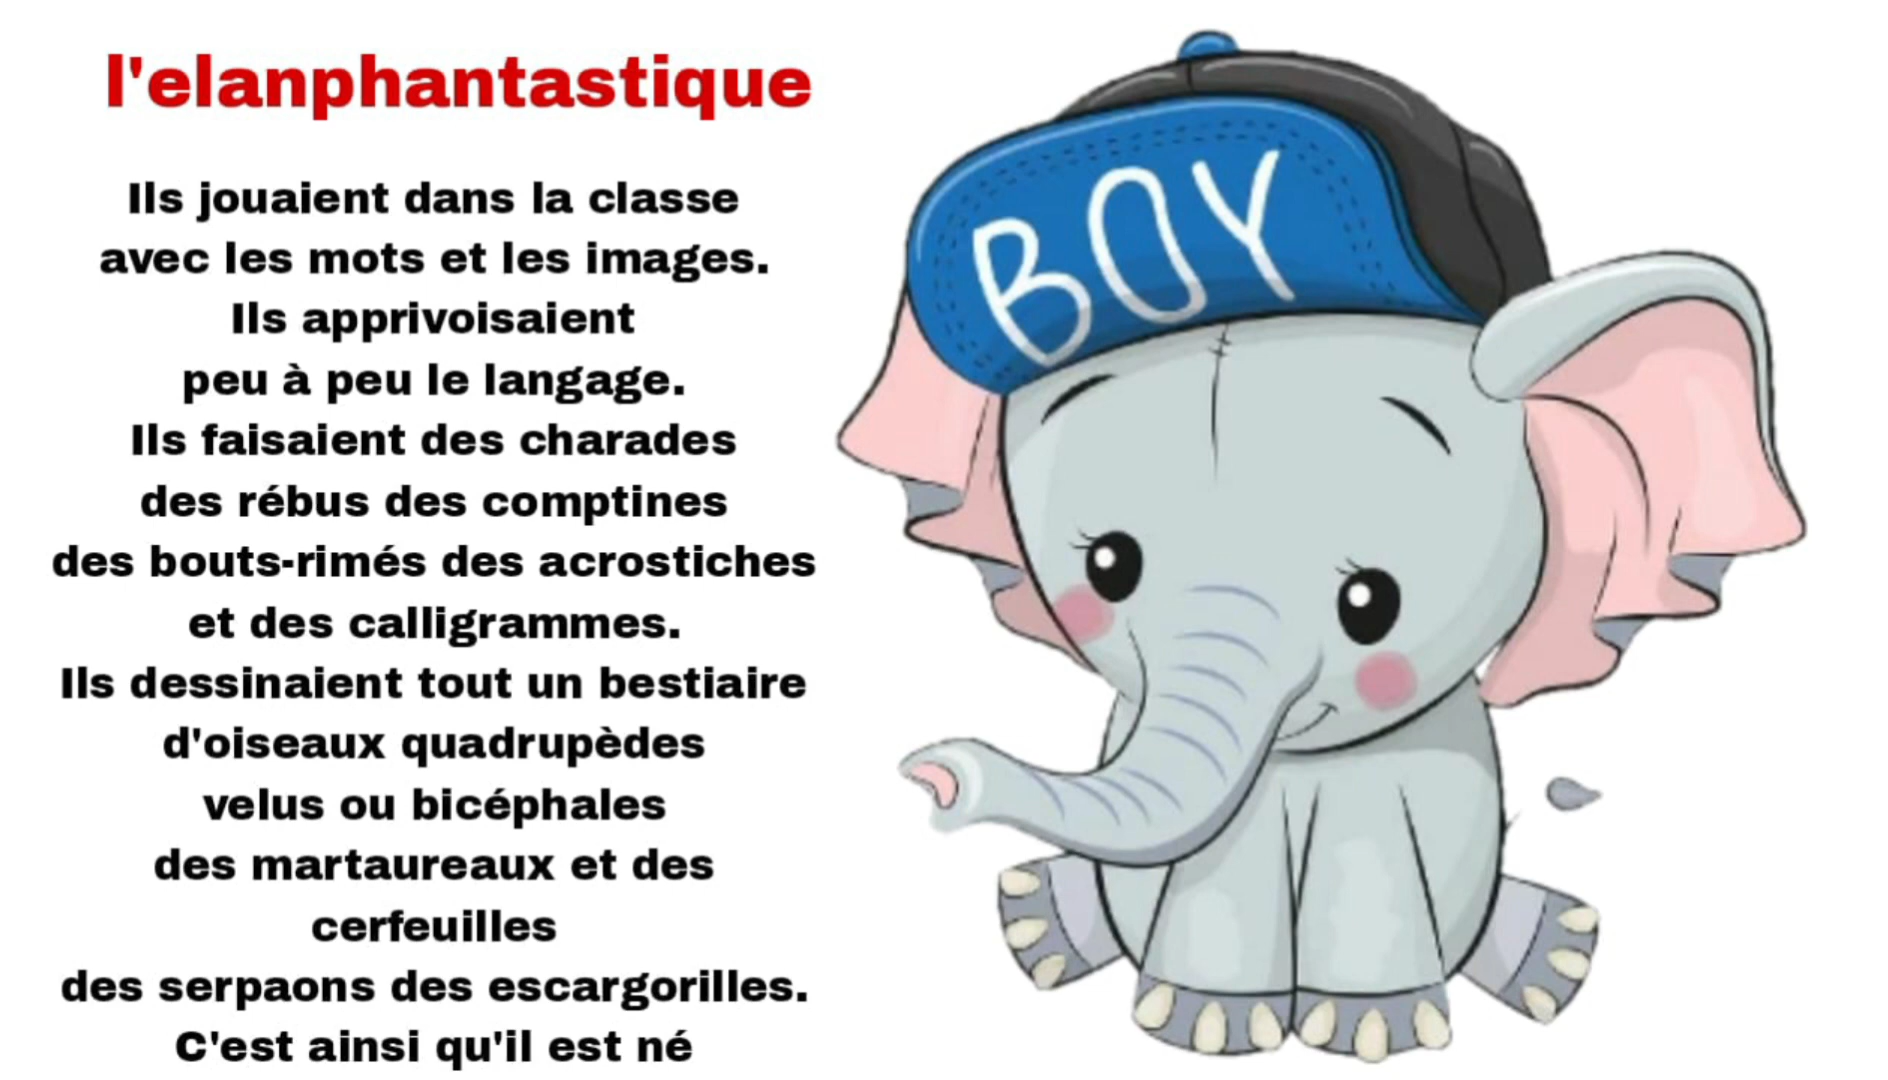 l'elanphantastique
Ils jouaient dans la classe
avec les mots et les images.
Ils apprivoisaient
peu à peu le langage.
Ils faisaient des charades
des rébus des comptines
des bouts-rimés des acrostiches
et des calligrammes.
Ils dessinaient tout un bestiaire
d'oiseaux quadrupèdes
velus ou bicéphales
des martaureaux et des
cerfeuilles
des serpaons des escargorilles.
C'est ainsi qu'il est né
BOY